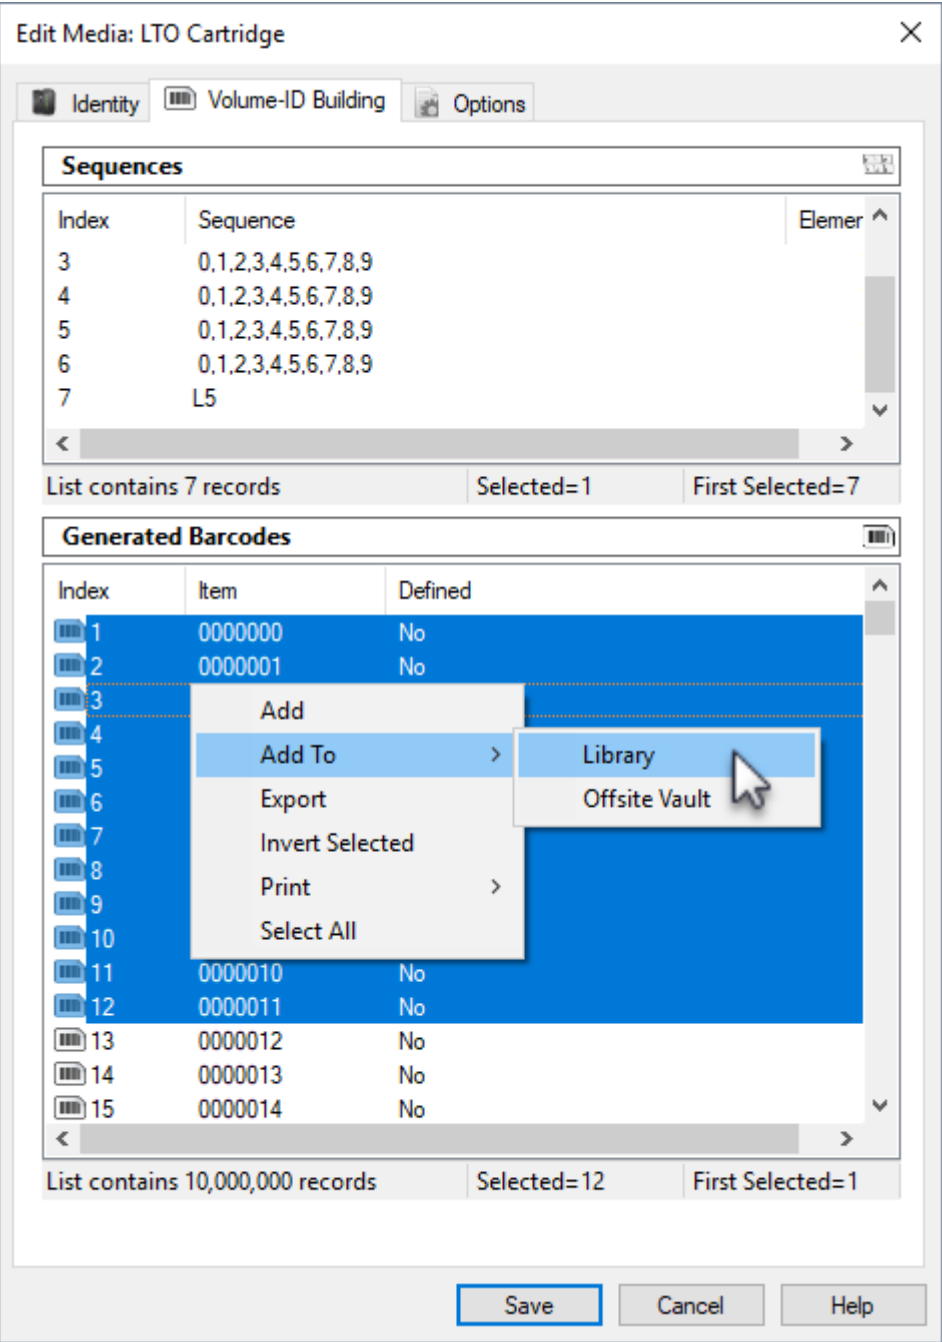 Edit Media: LTO Cartridge
Identity Volume-ID Building Options
Sequences
Index Sequence Elemer
3 0,1,2,3,4,5,6,7,8,9
4 0,1,2,3,4,5,6,7,8,9
5 0,1,2,3,4,5,6,7,8,9
6 0,1,2,3,4,5,6,7,8,9
7 L5
List contains 7 records Selected=1 First Selected=7
Generated Barcodes
Index Item Defined
1 0000000 No
2 0000001 No
3
4
5
6
7
8
9
10
11 0000010 No
12 0000011 No
13 0000012 No
14 0000013 No
15 0000014 No
Add
Add To
Export
Invert Selected
Print
Select All
Library
Offsite Vault
List contains 10,000,000 records Selected=12 First Selected=1
Save Cancel Help